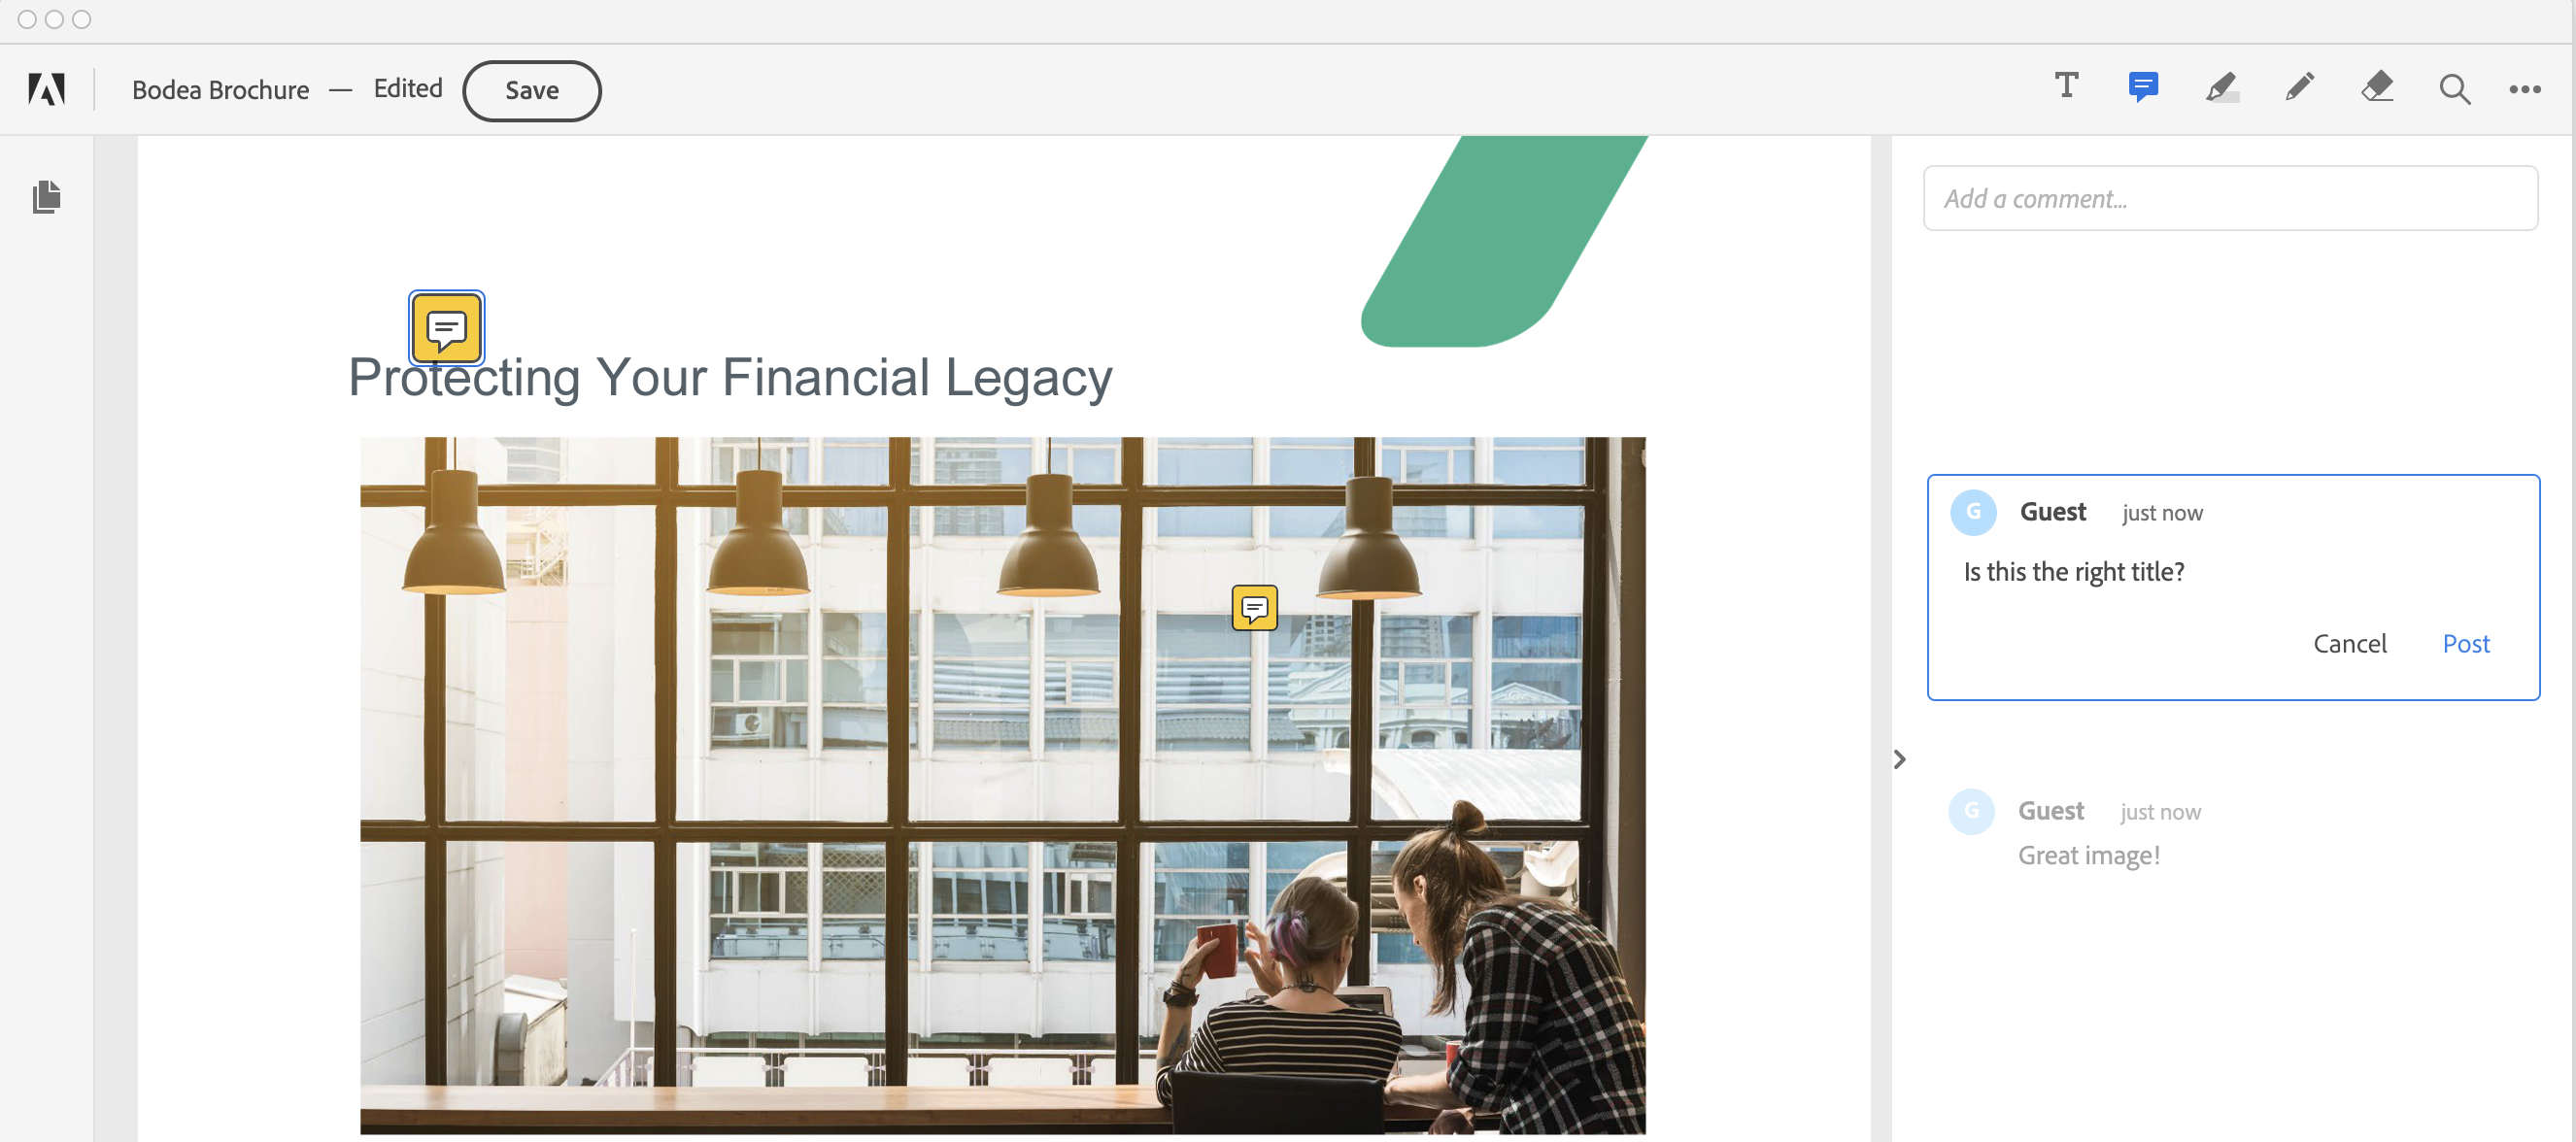 Bodea Brochure — Edited Save
T
Add a comment...
Protecting Your Financial Legacy
G Guest just now
Is this the right title?
Cancel Post
G Guest just now
Great image!